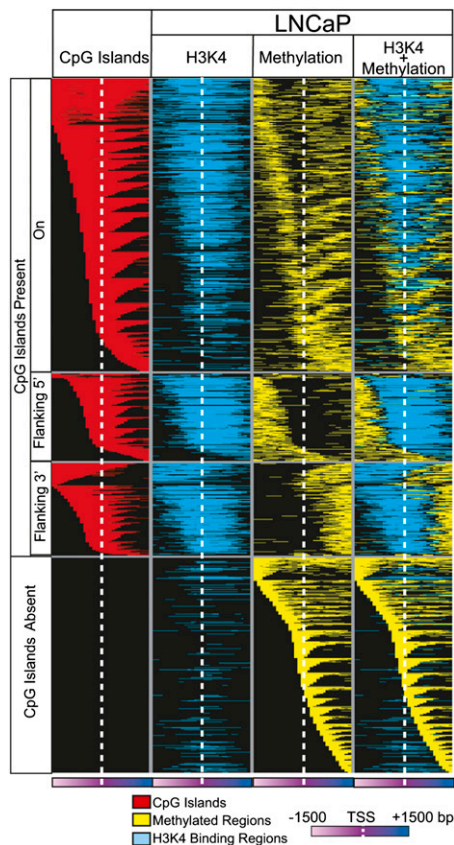 LNCaP
CpG Islands
H3K4
Methylation
H3K4
+
Methylation
CpG Islands Present
On
Flanking 5'
Flanking 3'
CpG Islands Absent
CpG Islands
Methylated Regions
H3K4 Binding Regions
-1500 TSS +1500 bp